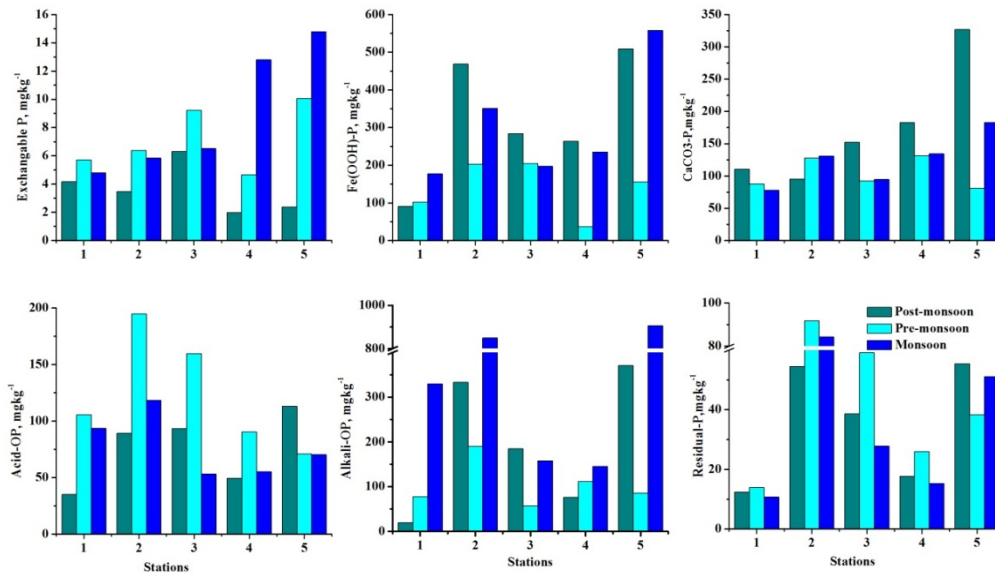 Exchangable P, mgkg-1
16
14
12
10
8
6
4
2
0
1 2 3 4 5
Fe(OOH)-P, mgkg-1
600
500
400
300
200
100
0
1 2 3 4 5
CaCO3-P,mgkg-1
350
300
250
200
150
100
50
0
1 2 3 4 5
Acid-OP, mgkg-1
200
150
100
50
0
1 2 3 4 5
Stations
Alkali-OP, mgkg-1
1000
800
300
200
100
0
1 2 3 4 5
Stations
Residual-P,mgkg-1
100
80
40
20
0
Post-monsoon
Pre-monsoon
Monsoon
1 2 3 4 5
Stations